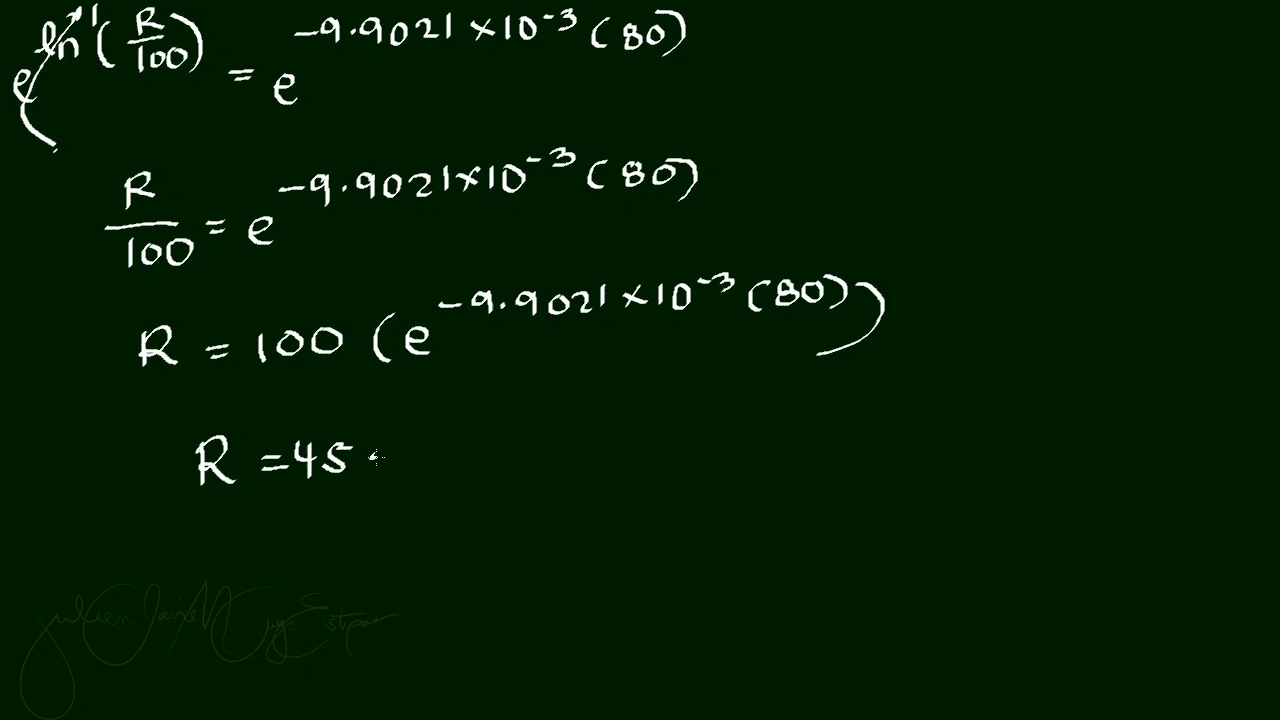 e^ln(R/100) = e^-9.9021×10^-3(80)
R/100 = e^-9.9021×10^-3(80)
R = 100 (e^-9.9021×10^-3(80))
R = 45